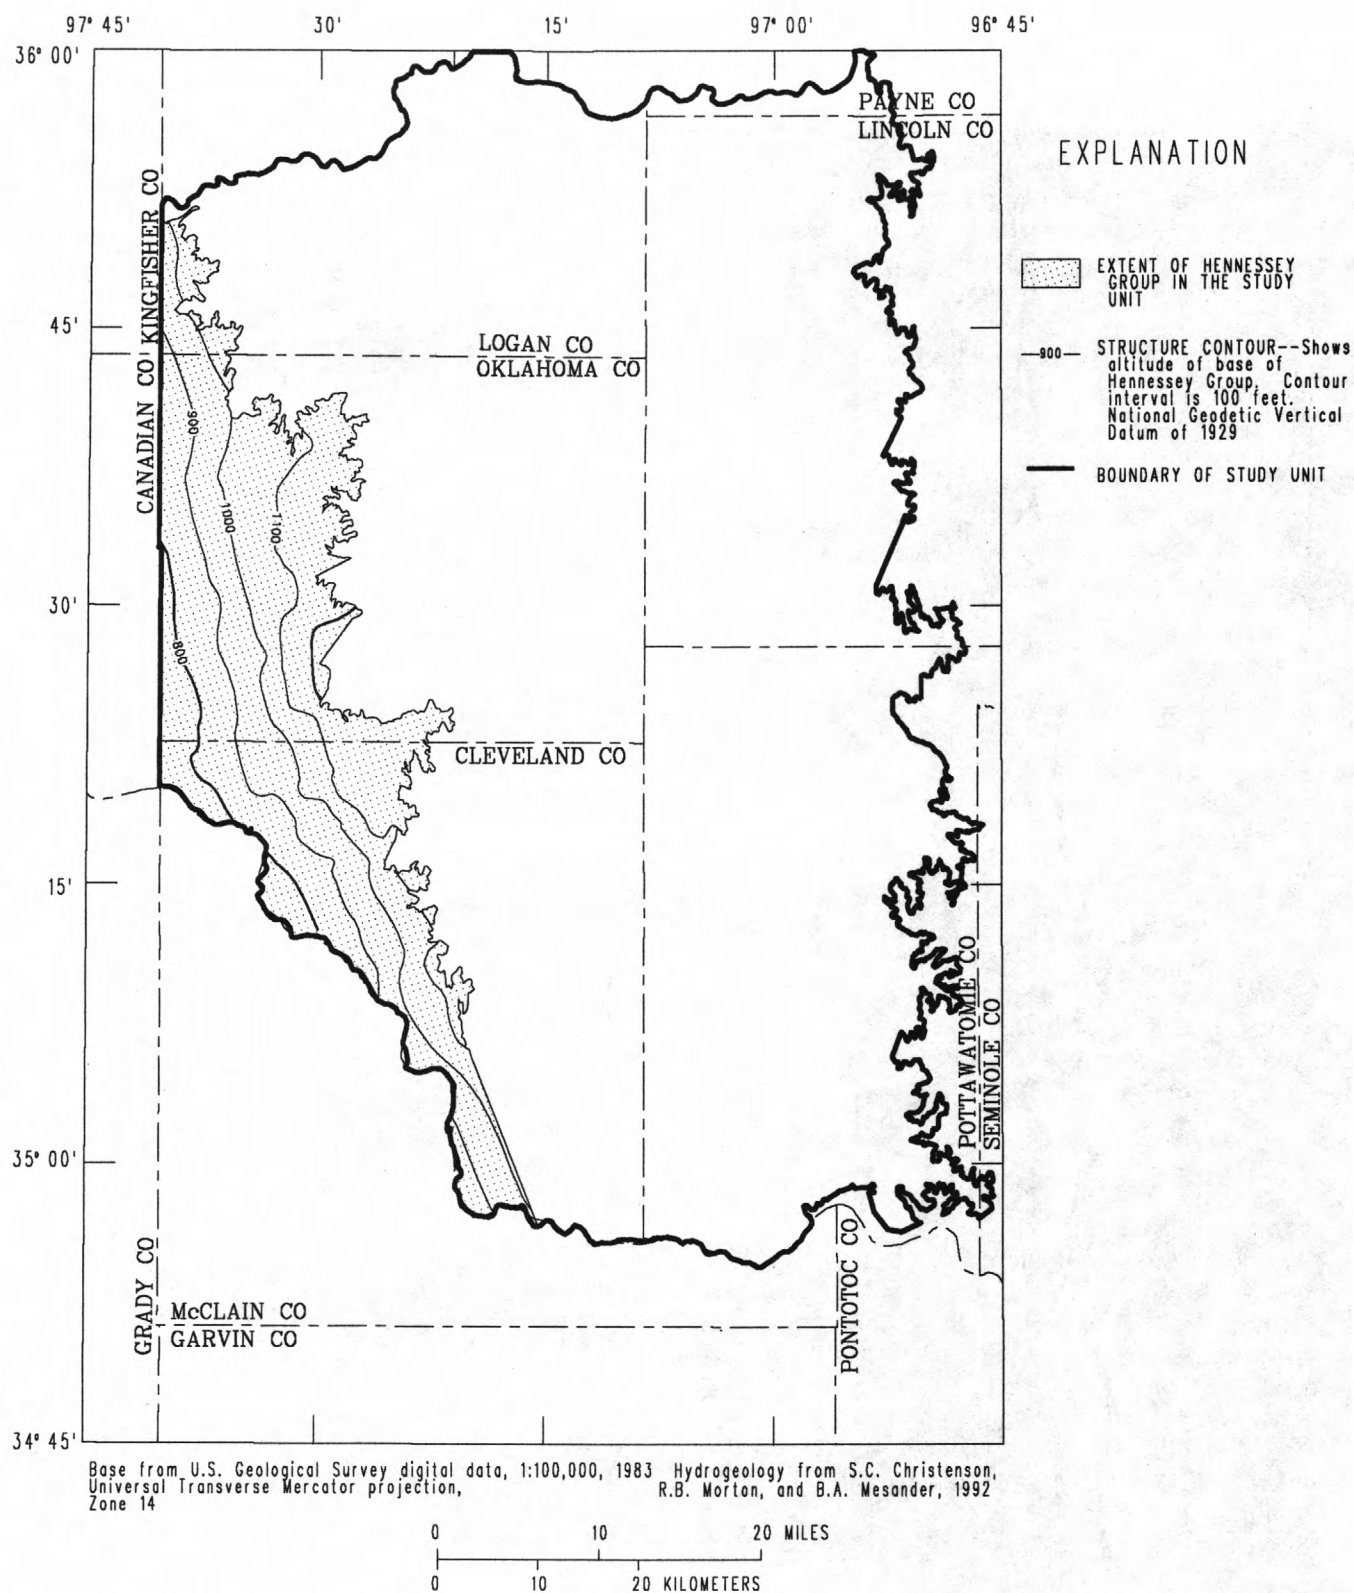 97° 45' 30' 15' 97° 00' 96° 45'
36° 00'
PAYNE CO
LINCOLN CO
EXPLANATION
CANADIAN CO KINGFISHER CO
EXTENT OF HENNESSEY
GROUP IN THE STUDY
UNIT
45'
LOGAN CO
OKLAHOMA CO
900 STRUCTURE CONTOUR--Shows
altitude of base of
Hennessey Group. Contour
interval is 100 feet.
National Geodetic Vertical
Datum of 1929
900
BOUNDARY OF STUDY UNIT
1000
1100
30'
800
CLEVELAND CO
15'
POTTAWATOMIE CO
SEMINOLE CO
35° 00'
GRADY CO
McCLAIN CO
GARVIN CO
PONTOTOC CO
34° 45'
Base from U.S. Geological Survey digital data, 1:100,000, 1983
Universal Transverse Mercator projection,
Zone 14
Hydrogeology from S.C. Christenson,
R.B. Morton, and B.A. Mesander, 1992
0 10 20 MILES
0 10 20 KILOMETERS